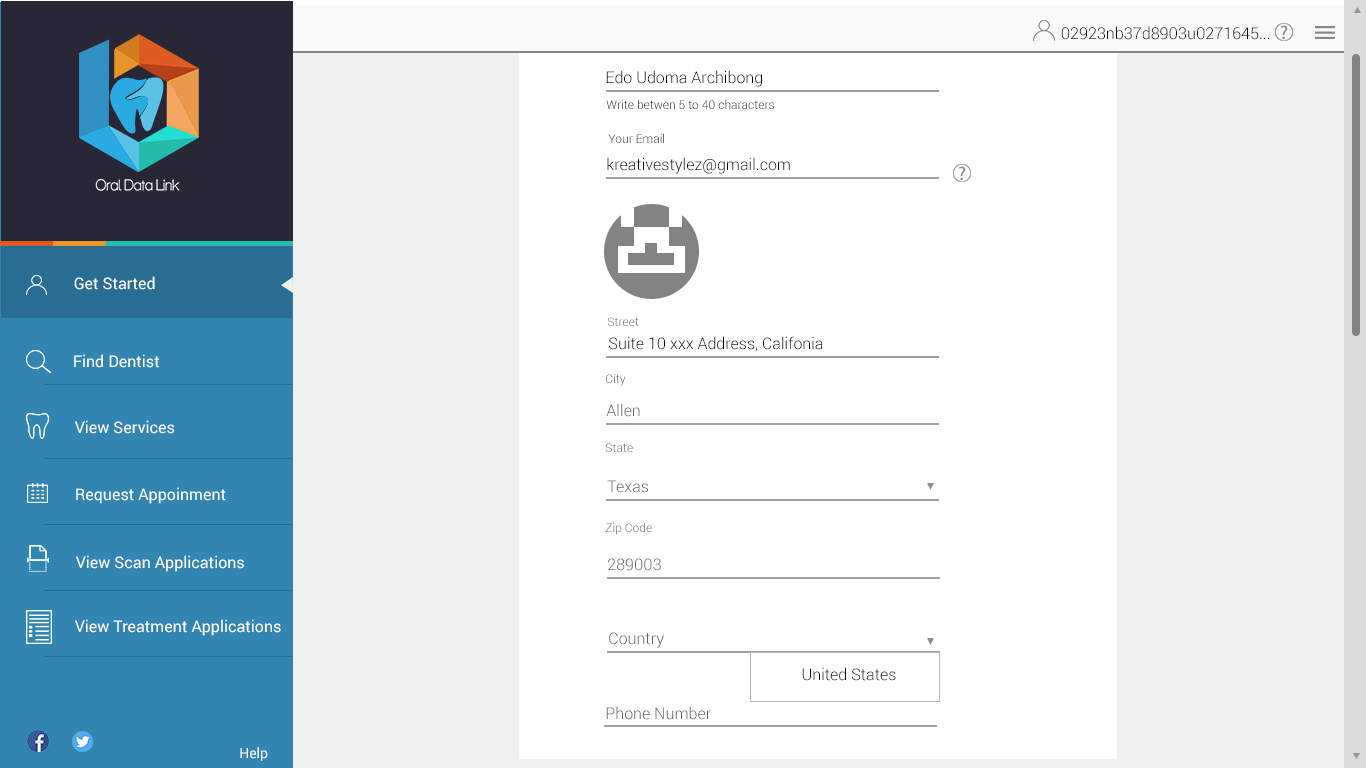 Oral Data Link
Get Started
Find Dentist
View Services
Request Appoinment
View Scan Applications
View Treatment Applications
Help
02923nb37d8903u0271645...
Edo Udoma Archibong
Write betwen 5 to 40 characters
Your Email
kreativestylez@gmail.com
Street
Suite 10 xxx Address, Califonia
City
Allen
State
Texas
Zip Code
289003
Country
United States
Phone Number